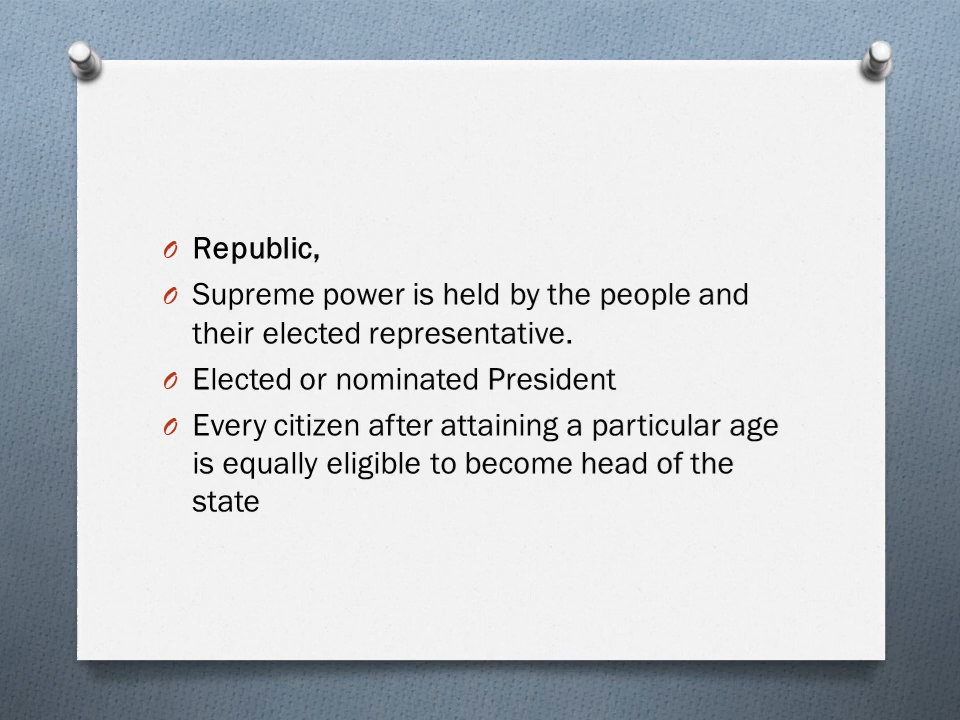 Republic,
Supreme power is held by the people and
their elected representative.
Elected or nominated President
Every citizen after attaining a particular age
is equally eligible to become head of the
state